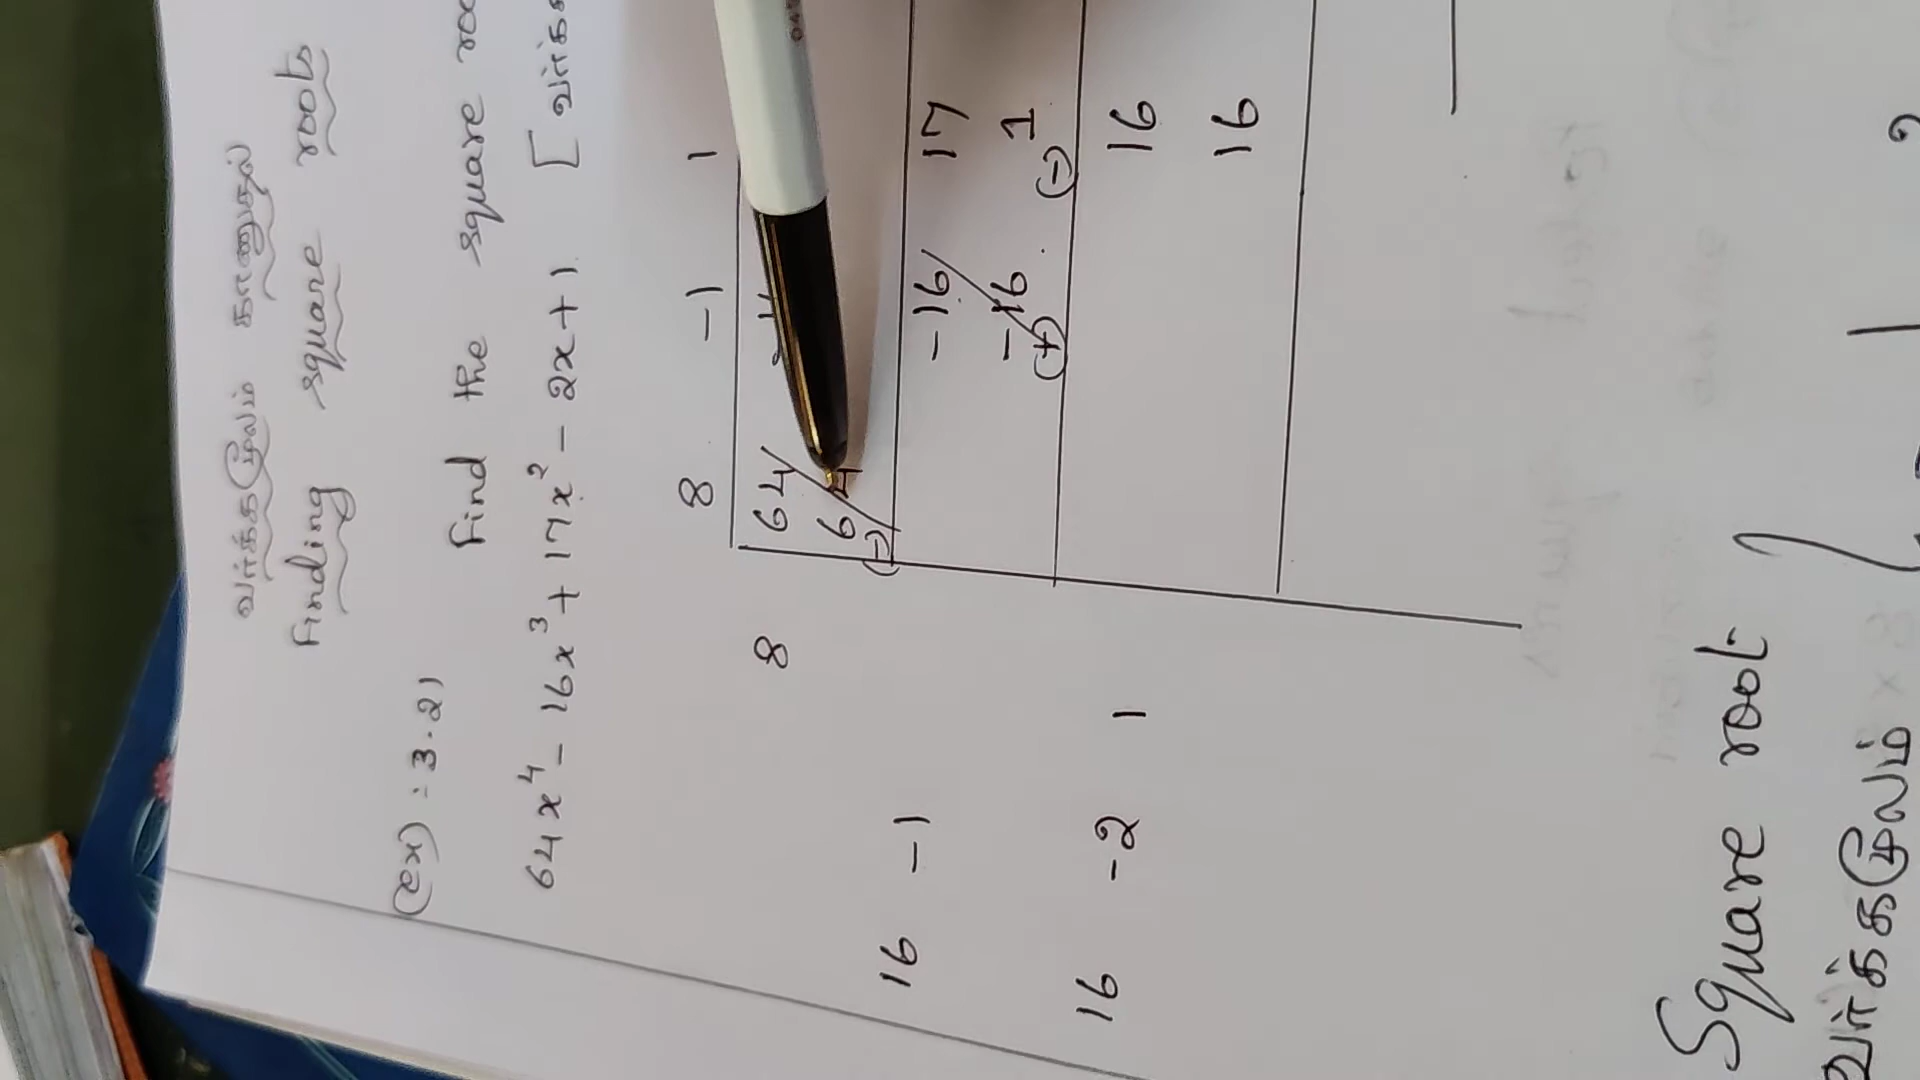 வர்க்கமூலம் காணுதல்
Finding square roots
(ex) : 3.21 Find the square
64x⁴ - 16x³ + 17x² - 2x + 1 [
8 -1 1
8 64
64
(-)
16 -1 -16 17
-16 1
(+) (-)
16 -2 1 16
16
Square root
வர்க்கமூலம்